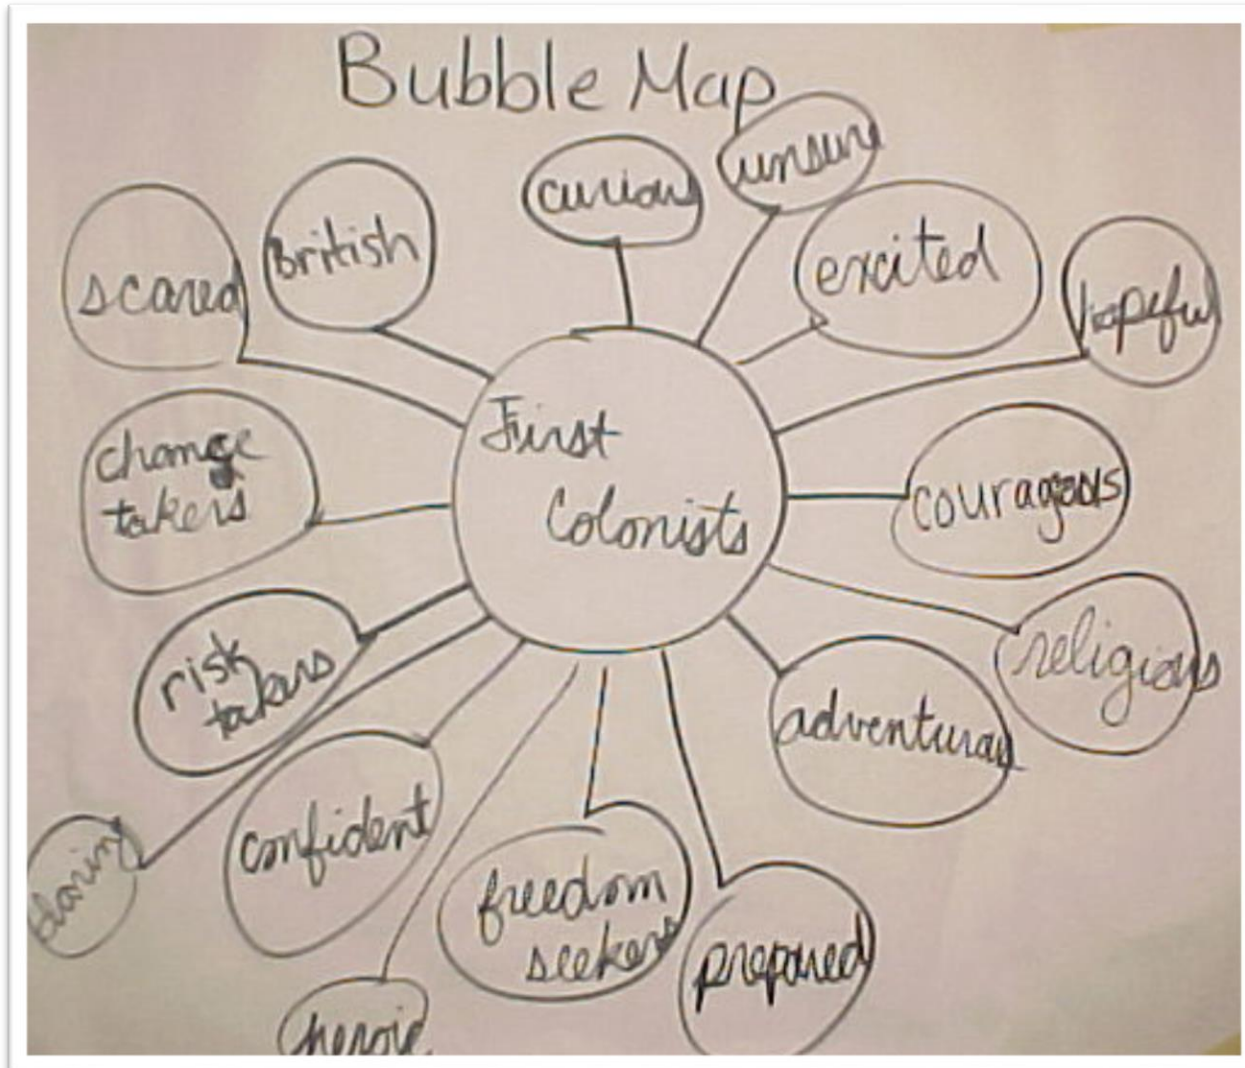 Bubble Map
First
Colonists
curious
unsure
excited
hopeful
courageous
religious
adventurous
prepared
freedom
seekers
heroic
confident
daring
risk
takers
change
takers
scared
British